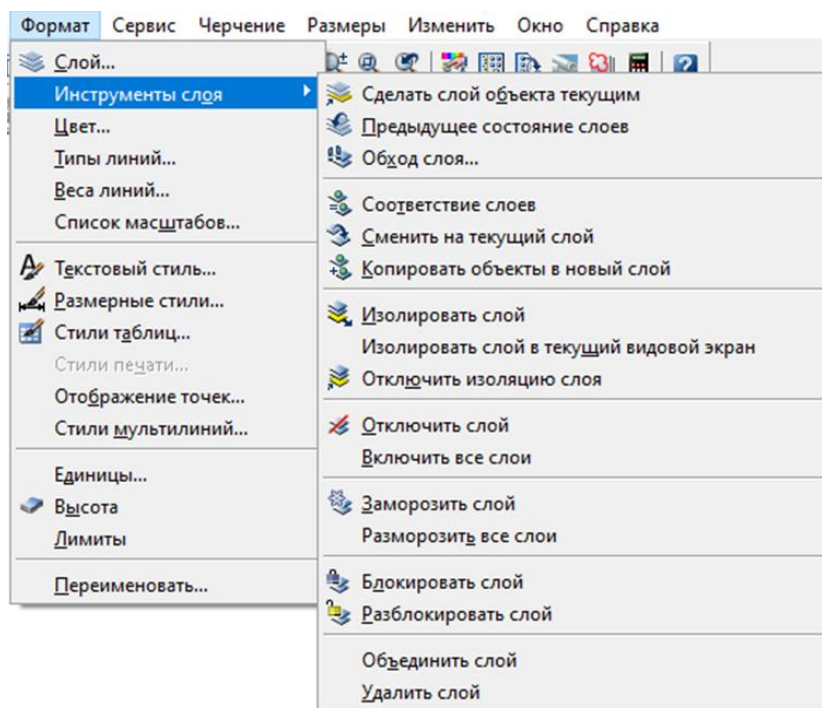 Формат Сервис Черчение Размеры Изменить Окно Справка
Слой...
Инструменты слоя
Цвет...
Типы линий...
Веса линий...
Список масштабов...
Текстовый стиль...
Размерные стили...
Стили таблиц...
Стили печати...
Отображение точек...
Стили мультилиний...
Единицы...
Высота
Лимиты
Переименовать...
Сделать слой объекта текущим
Предыдущее состояние слоев
Обход слоя...
Соответствие слоев
Сменить на текущий слой
Копировать объекты в новый слой
Изолировать слой
Изолировать слой в текущий видовой экран
Отключить изоляцию слоя
Отключить слой
Включить все слои
Заморозить слой
Разморозить все слои
Блокировать слой
Разблокировать слой
Объединить слой
Удалить слой